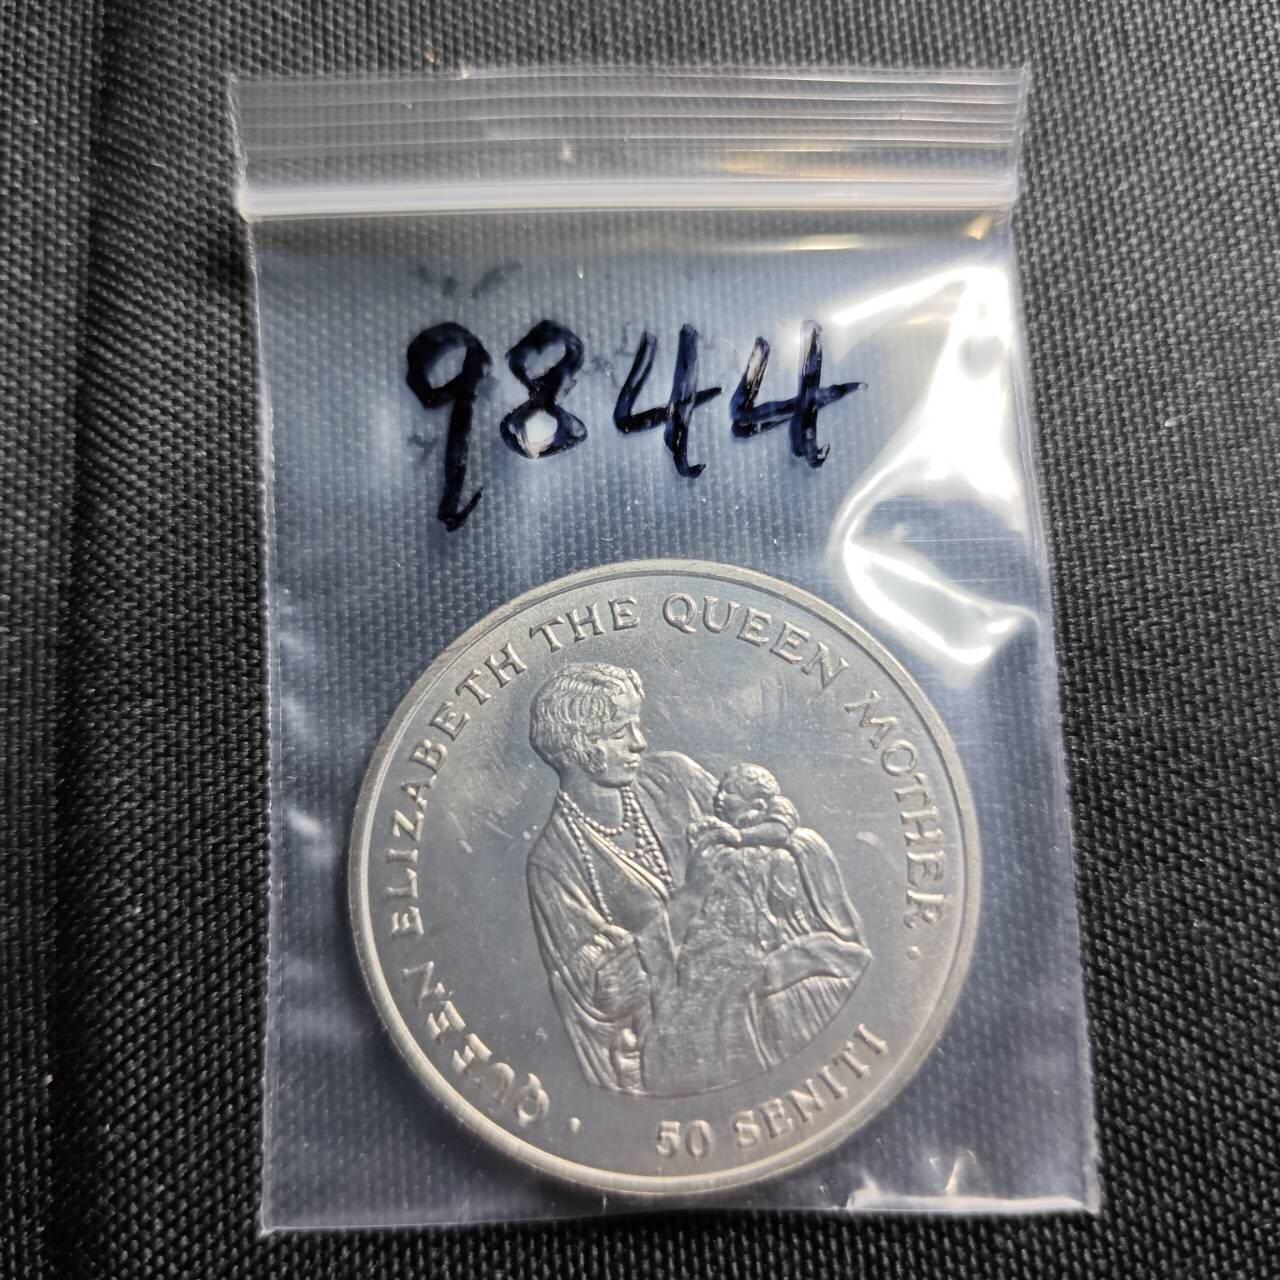 9844
QUEEN ELIZABETH THE QUEEN MOTHER
50 SENITI